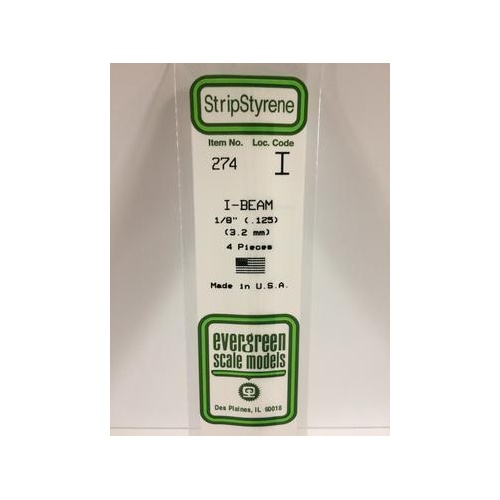 StripStyrene
Item No. Loc. Code
274 I
I-BEAM
1/8" (.125)
(3.2 mm)
4 Pieces
Made in U.S.A.
evergreen
scale models
Des Plaines, IL 60018